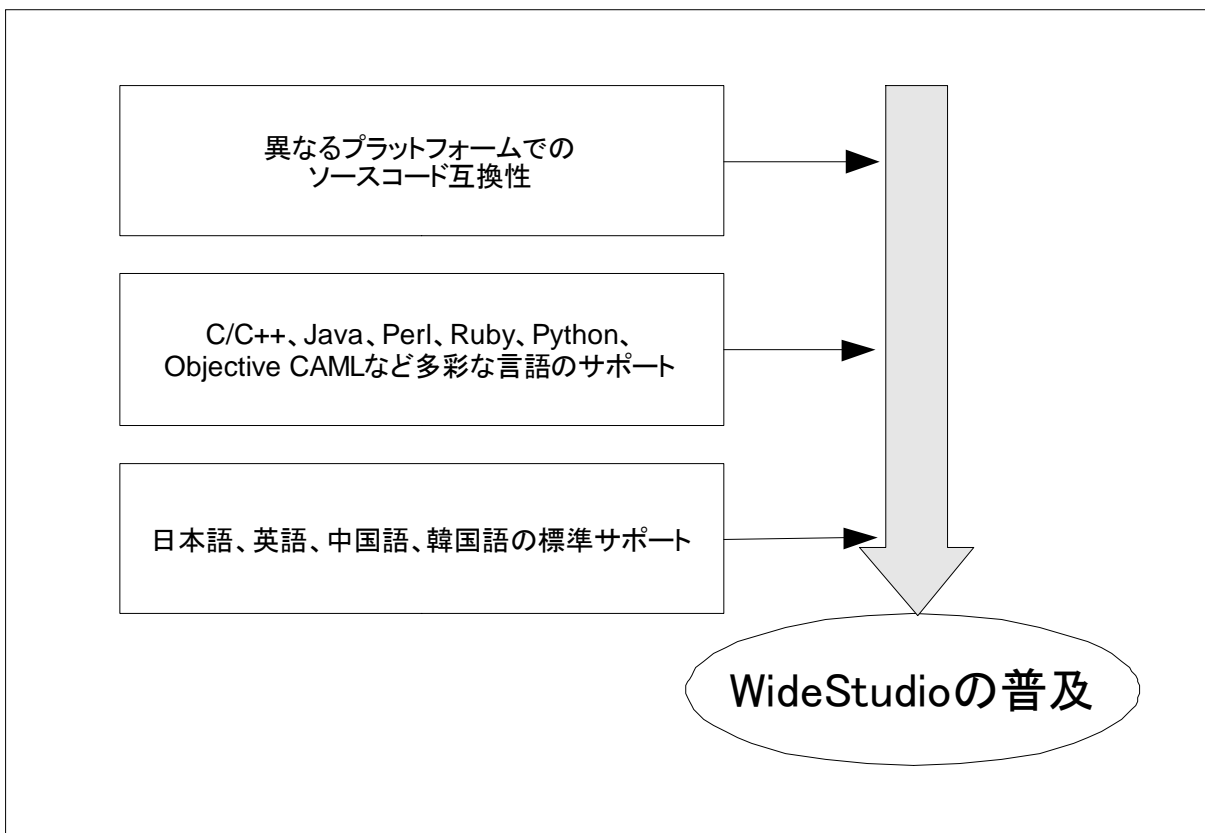 異なるプラットフォームでの
ソースコード互換性
C/C++、Java、Perl、Ruby、Python、
Objective CAMLなど多彩な言語のサポート
日本語、英語、中国語、韓国語の標準サポート
WideStudioの普及